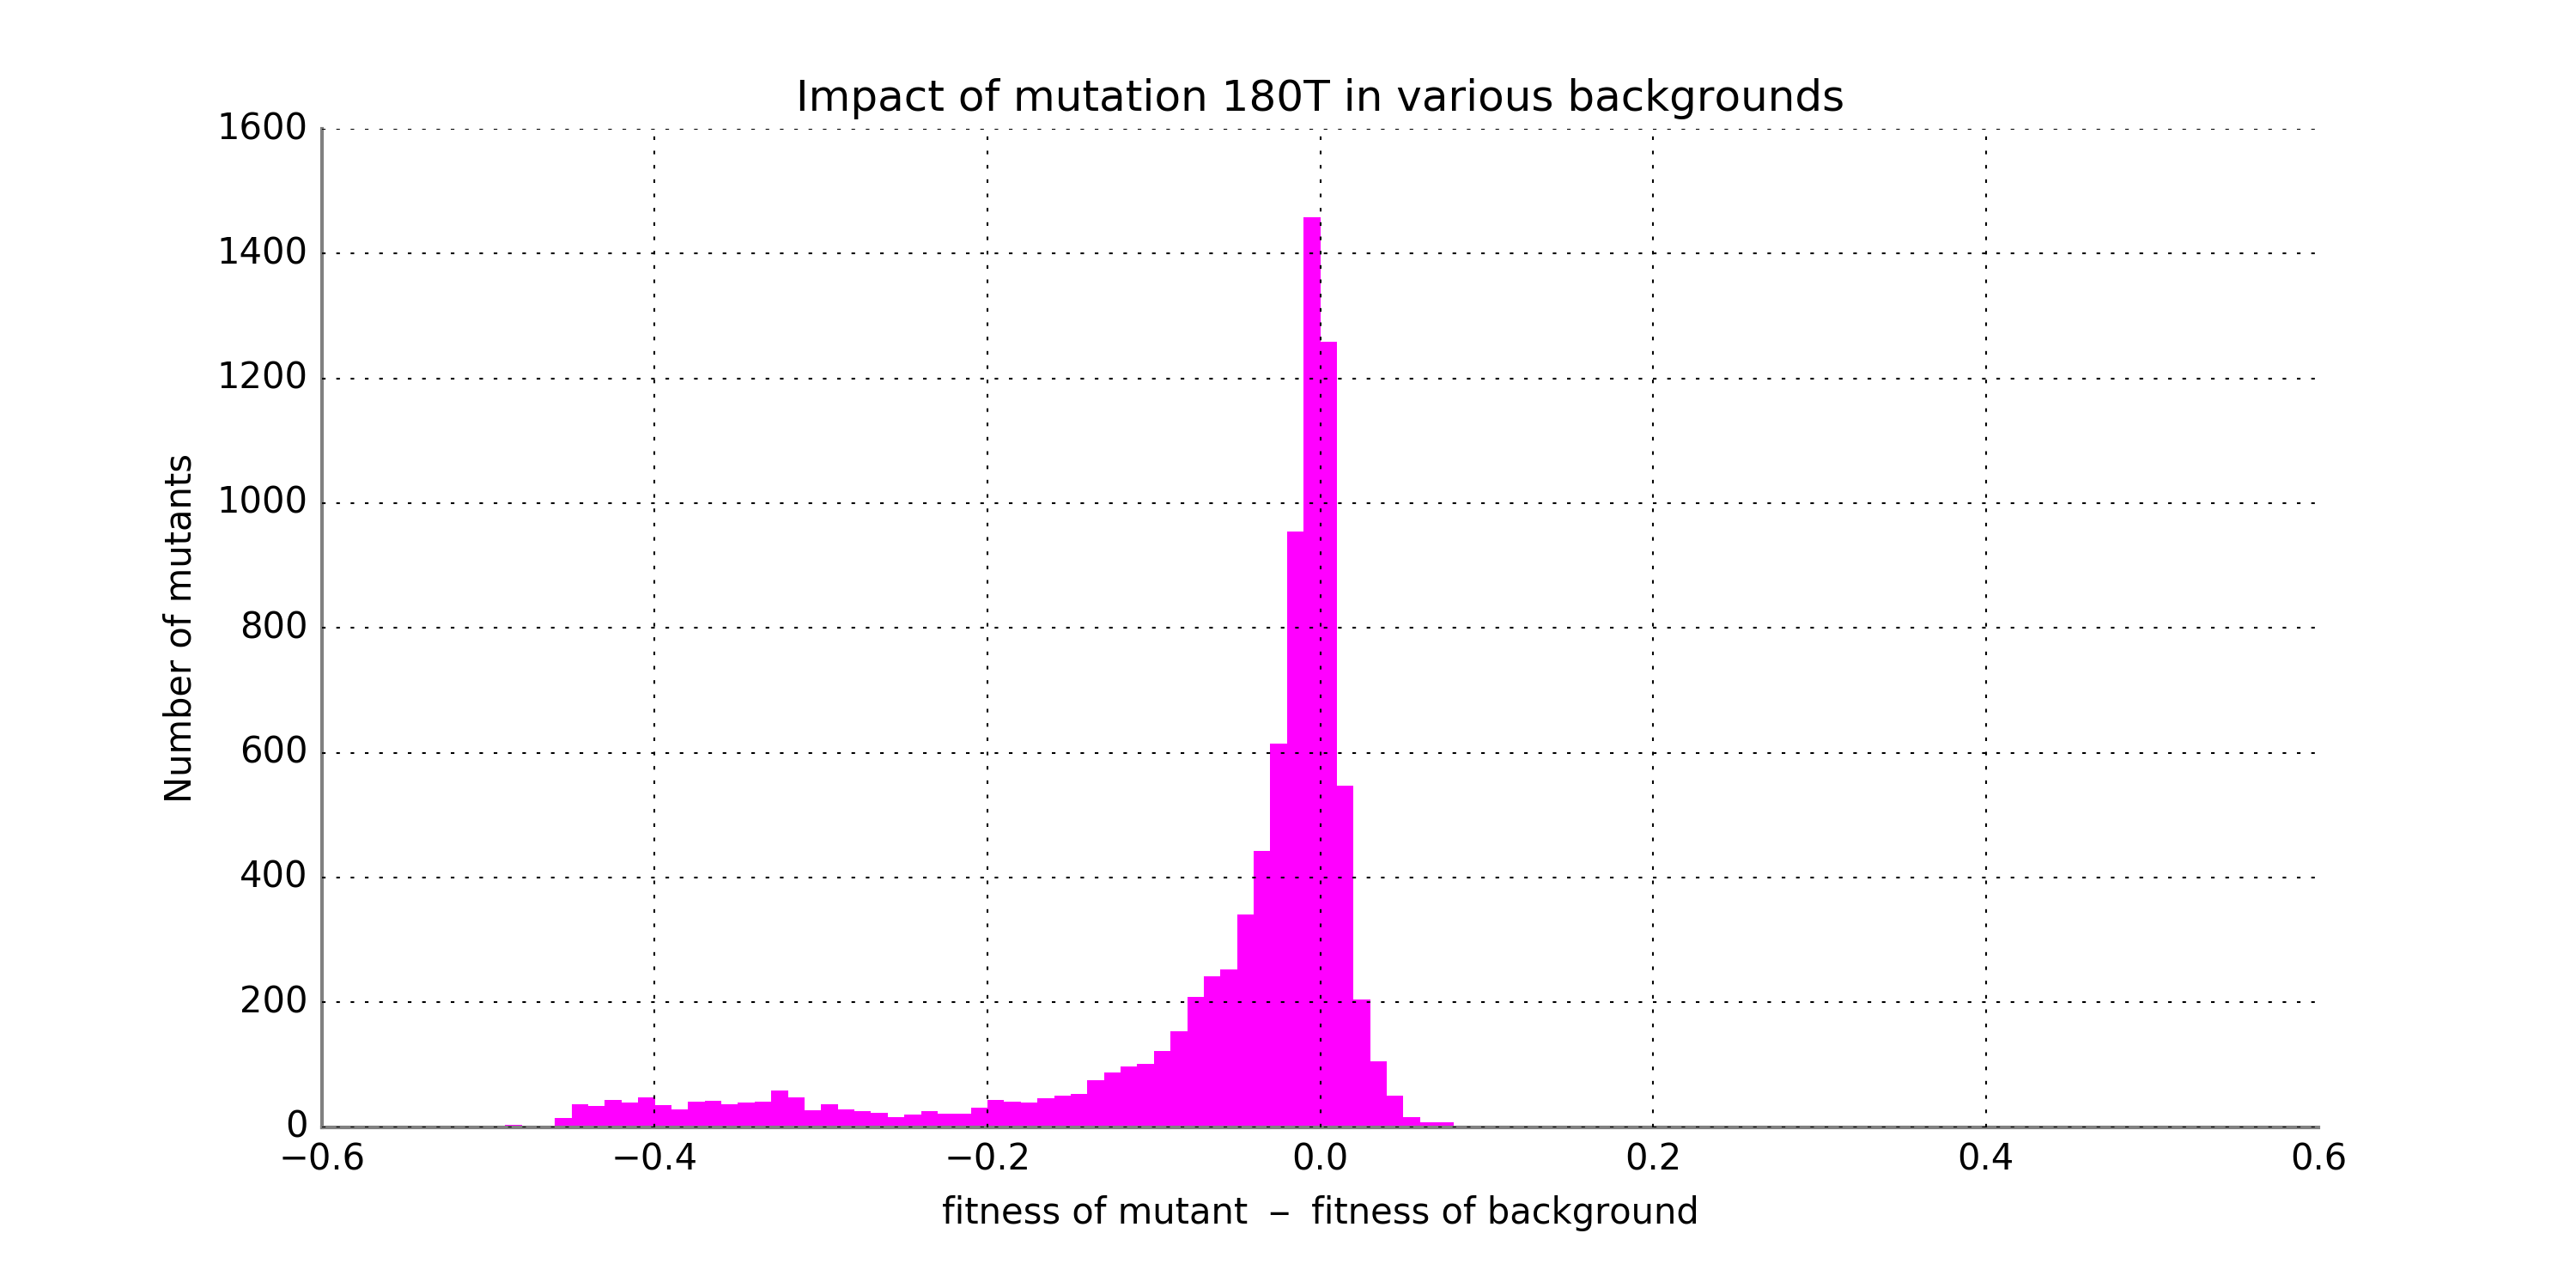 Impact of mutation 180T in various backgrounds
1600
1400
1200
1000
800
600
400
200
0
Number of mutants
−0.6 −0.4 −0.2 0.0 0.2 0.4 0.6
fitness of mutant − fitness of background